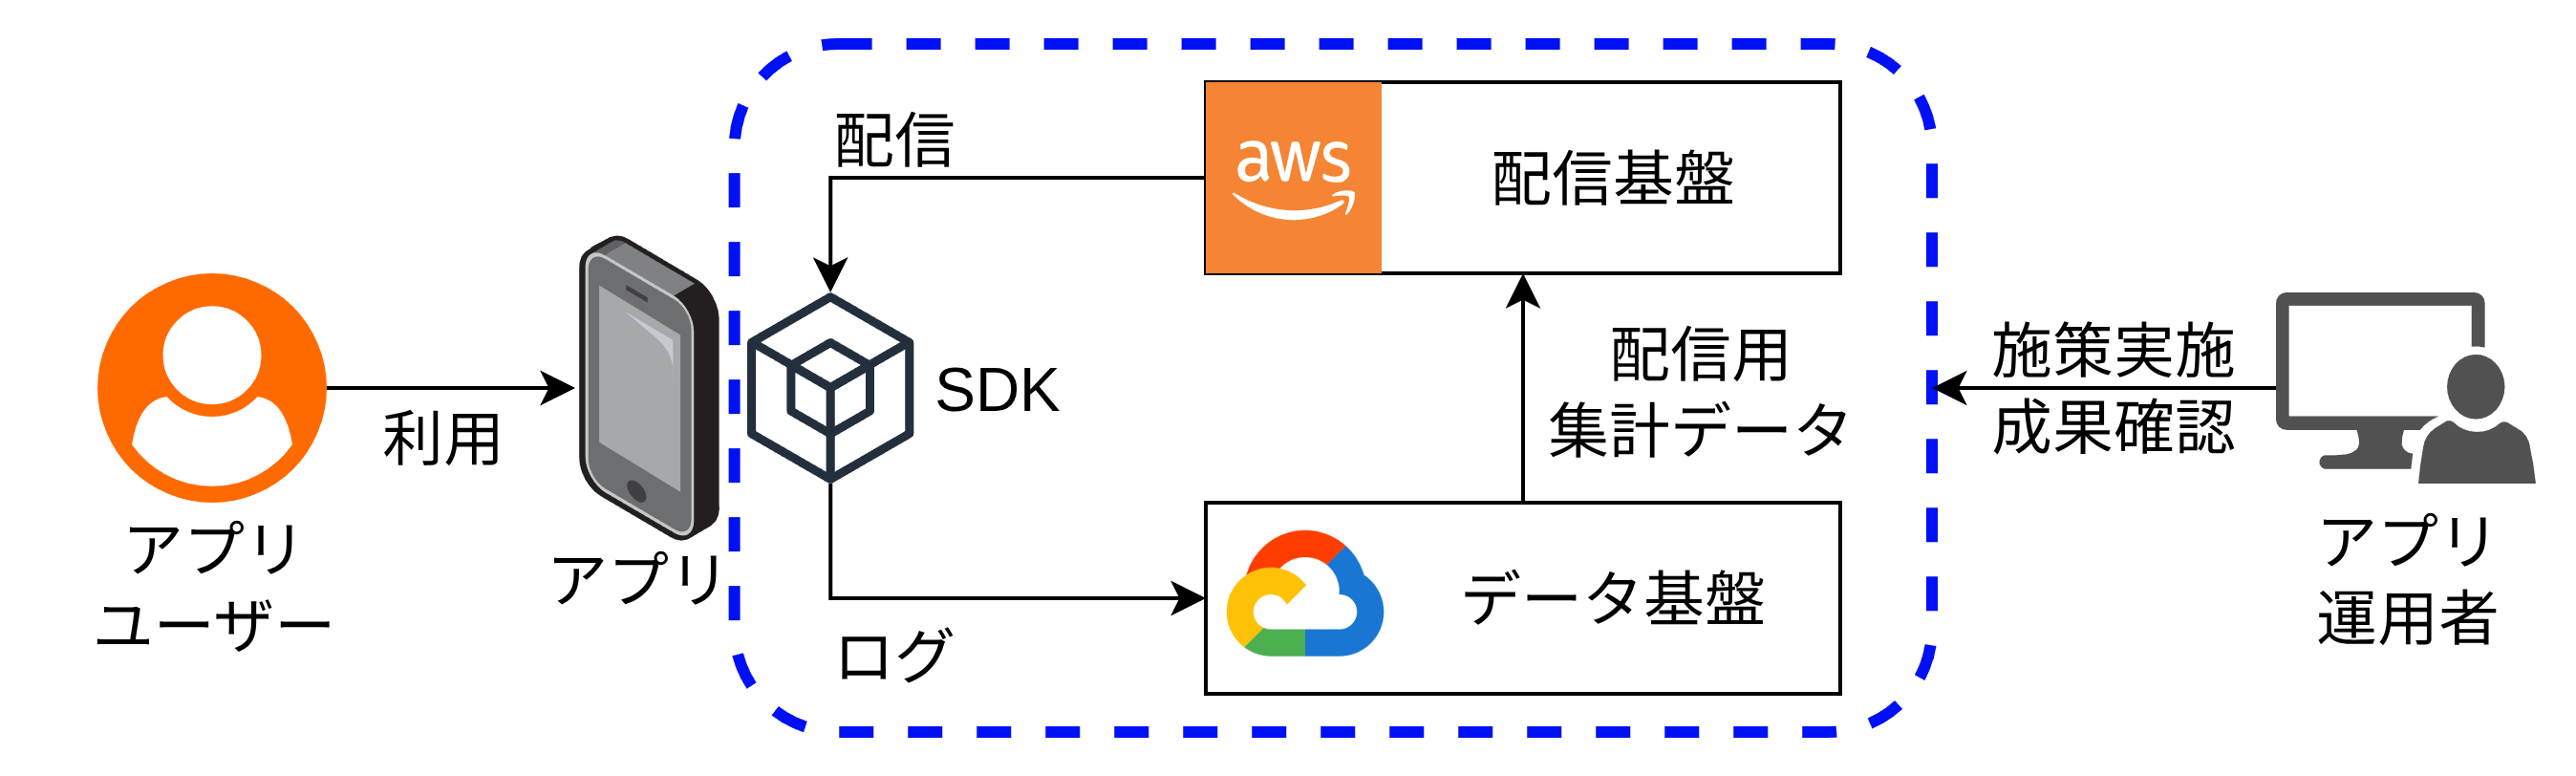 配信
aws
配信基盤
SDK
配信用
集計データ
施策実施
成果確認
利用
アプリ
ユーザー
アプリ
ログ
データ基盤
アプリ
運用者